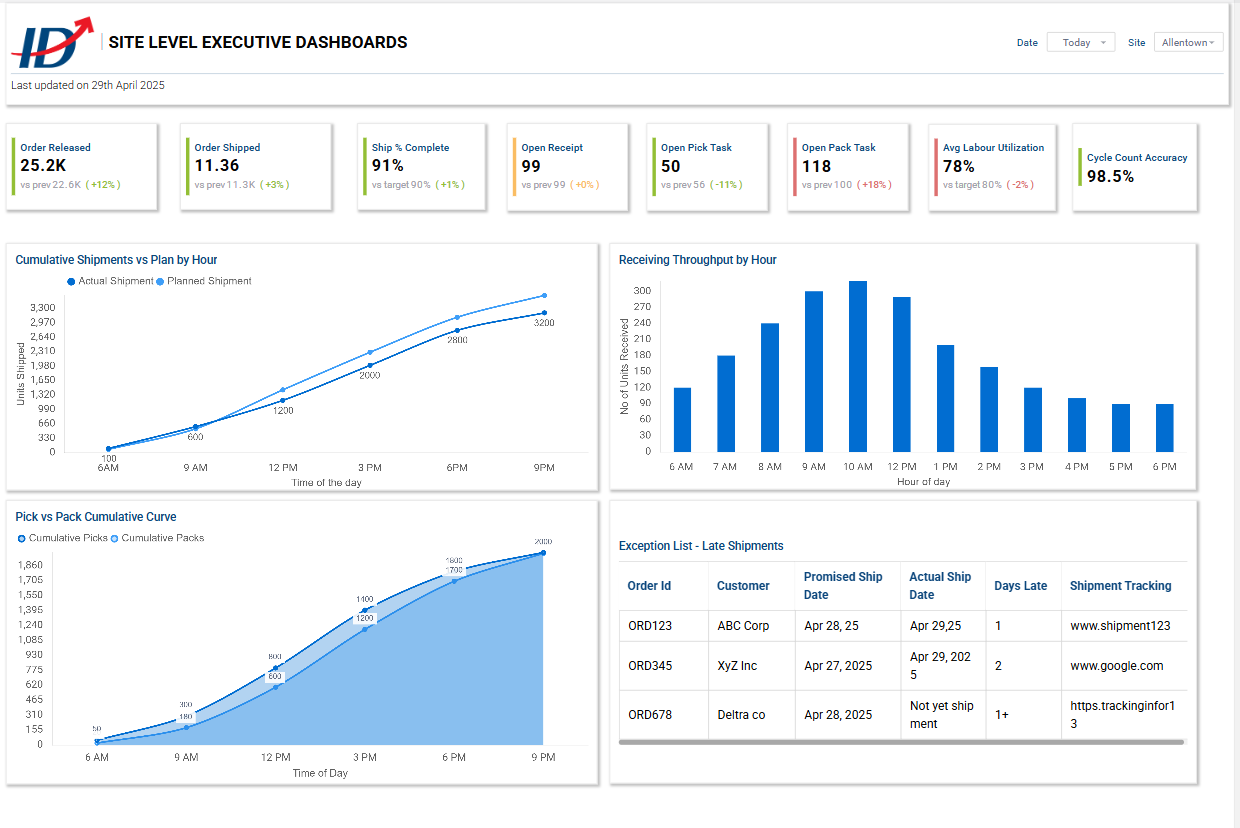 ID
SITE LEVEL EXECUTIVE DASHBOARDS
Date
Today
Site
Allentown
Last updated on 29th April 2025
Order Released
25.2K
vs prev 22.6K (+12%)
Order Shipped
11.36
vs prev 11.3K (+3%)
Ship % Complete
91%
vs target 90% (+1%)
Open Receipt
99
vs prev 99 (+0%)
Open Pick Task
50
vs prev 56 (-11%)
Open Pack Task
118
vs prev 100 (+18%)
Avg Labour Utilization
78%
vs target 80% (-2%)
Cycle Count Accuracy
98.5%
Cumulative Shipments vs Plan by Hour
Actual Shipment
Planned Shipment
Units Shipped
3,300
2,970
2,640
2,310
1,980
1,650
1,320
990
660
330
0
100
600
1200
2000
2800
3200
6AM
9 AM
12 PM
3 PM
6PM
9PM
Time of the day
Receiving Throughput by Hour
No of Units Received
300
270
240
210
180
150
120
90
60
30
0
6 AM
7 AM
8 AM
9 AM
10 AM
12 PM
1 PM
2 PM
3 PM
4 PM
5 PM
6 PM
Hour of day
Pick vs Pack Cumulative Curve
Cumulative Picks
Cumulative Packs
1,860
1,705
1,550
1,395
1,240
1,085
930
775
620
465
310
155
0
50
300
180
800
600
1400
1200
1800
1700
2000
6 AM
9 AM
12 PM
3 PM
6 PM
9 PM
Time of Day
Exception List - Late Shipments
Order Id
Customer
Promised Ship
Date
Actual Ship
Date
Days Late
Shipment Tracking
ORD123
ABC Corp
Apr 28, 25
Apr 29,25
1
www.shipment123
ORD345
XyZ Inc
Apr 27, 2025
Apr 29, 202
5
2
www.google.com
ORD678
Deltra co
Apr 28, 2025
Not yet ship
ment
1+
https.trackinginfor1
3